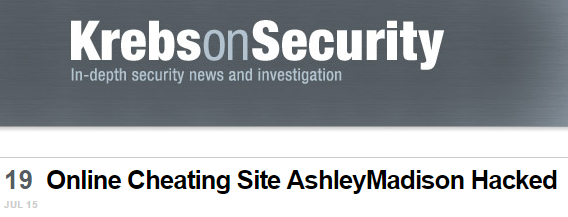 KrebsonSecurity
In-depth security news and investigation
19 Online Cheating Site AshleyMadison Hacked
JUL 15